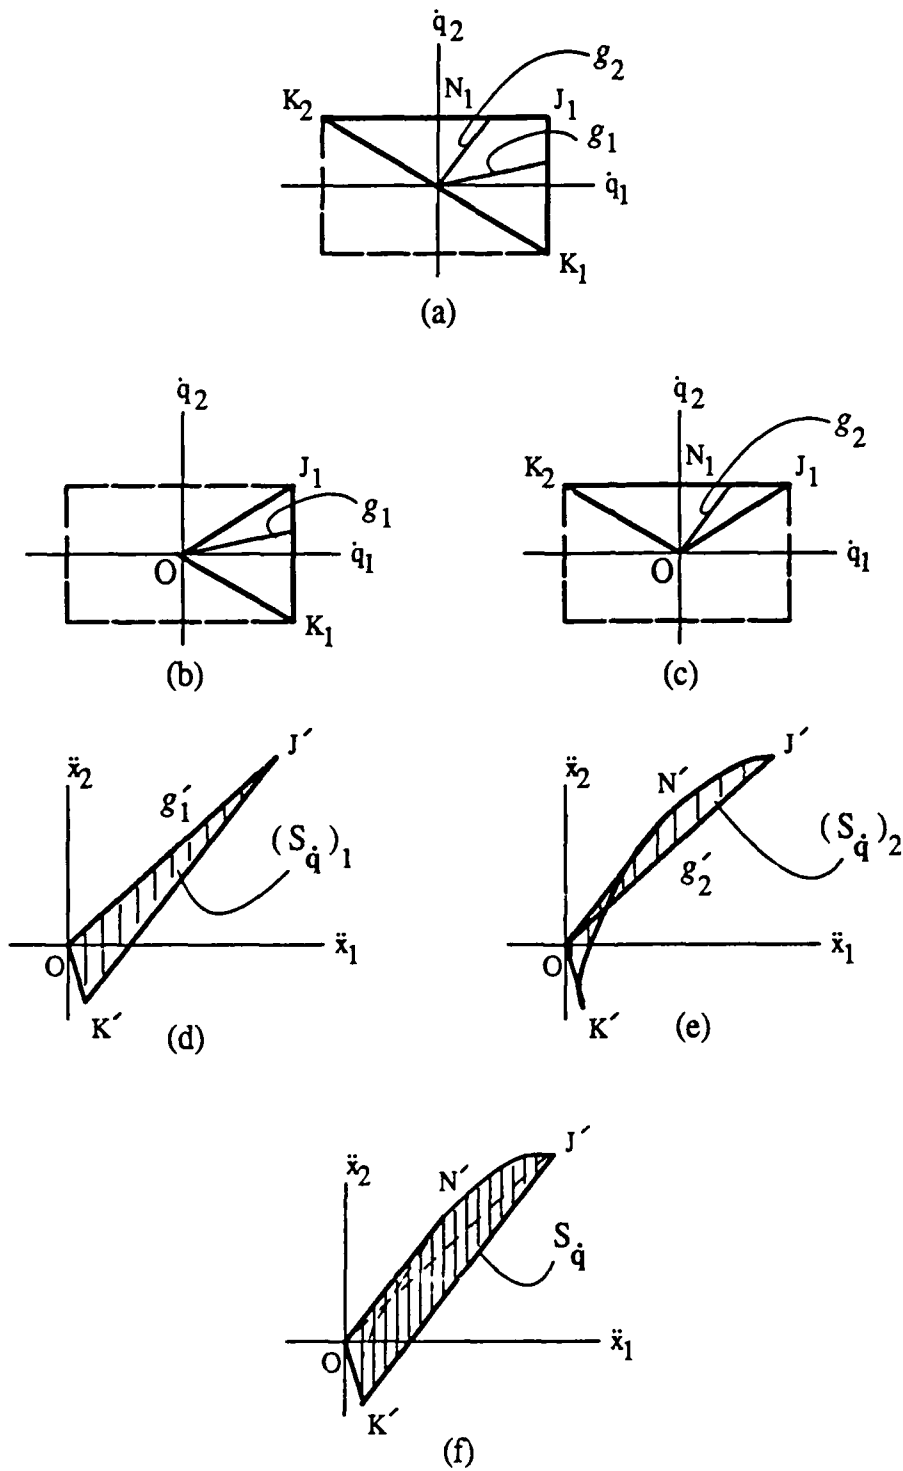 q̇2
g2
K2
N1
J1
g1
q̇1
K1
(a)
q̇2
J1
g1
q̇1
O
K1
(b)
q̇2
g2
K2
N1
J1
q̇1
O
(c)
J′
ẍ2
g′1
(Sq̇)1
O
ẍ1
K′
(d)
J′
ẍ2
N′
(Sq̇)2
g′2
O
ẍ1
K′
(e)
J′
ẍ2
N′
Sq̇
O
ẍ1
K′
(f)